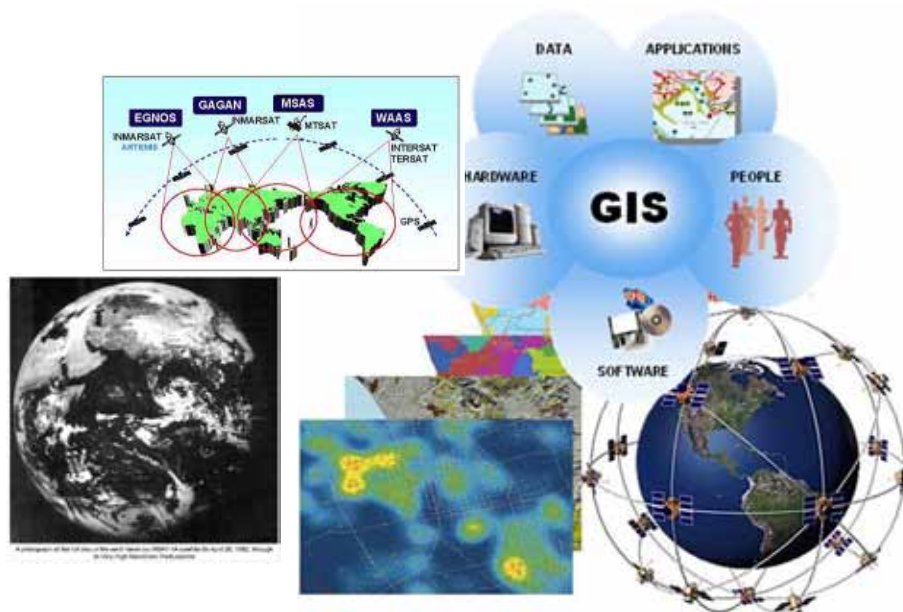 DATA
APPLICATIONS
EGNOS
GAGAN
MSAS
WAAS
INMARSAT
ARTEMIS
INMARSAT
MTSAT
INTERSAT
TERSAT
GPS
HARDWARE
GIS
PEOPLE
SOFTWARE